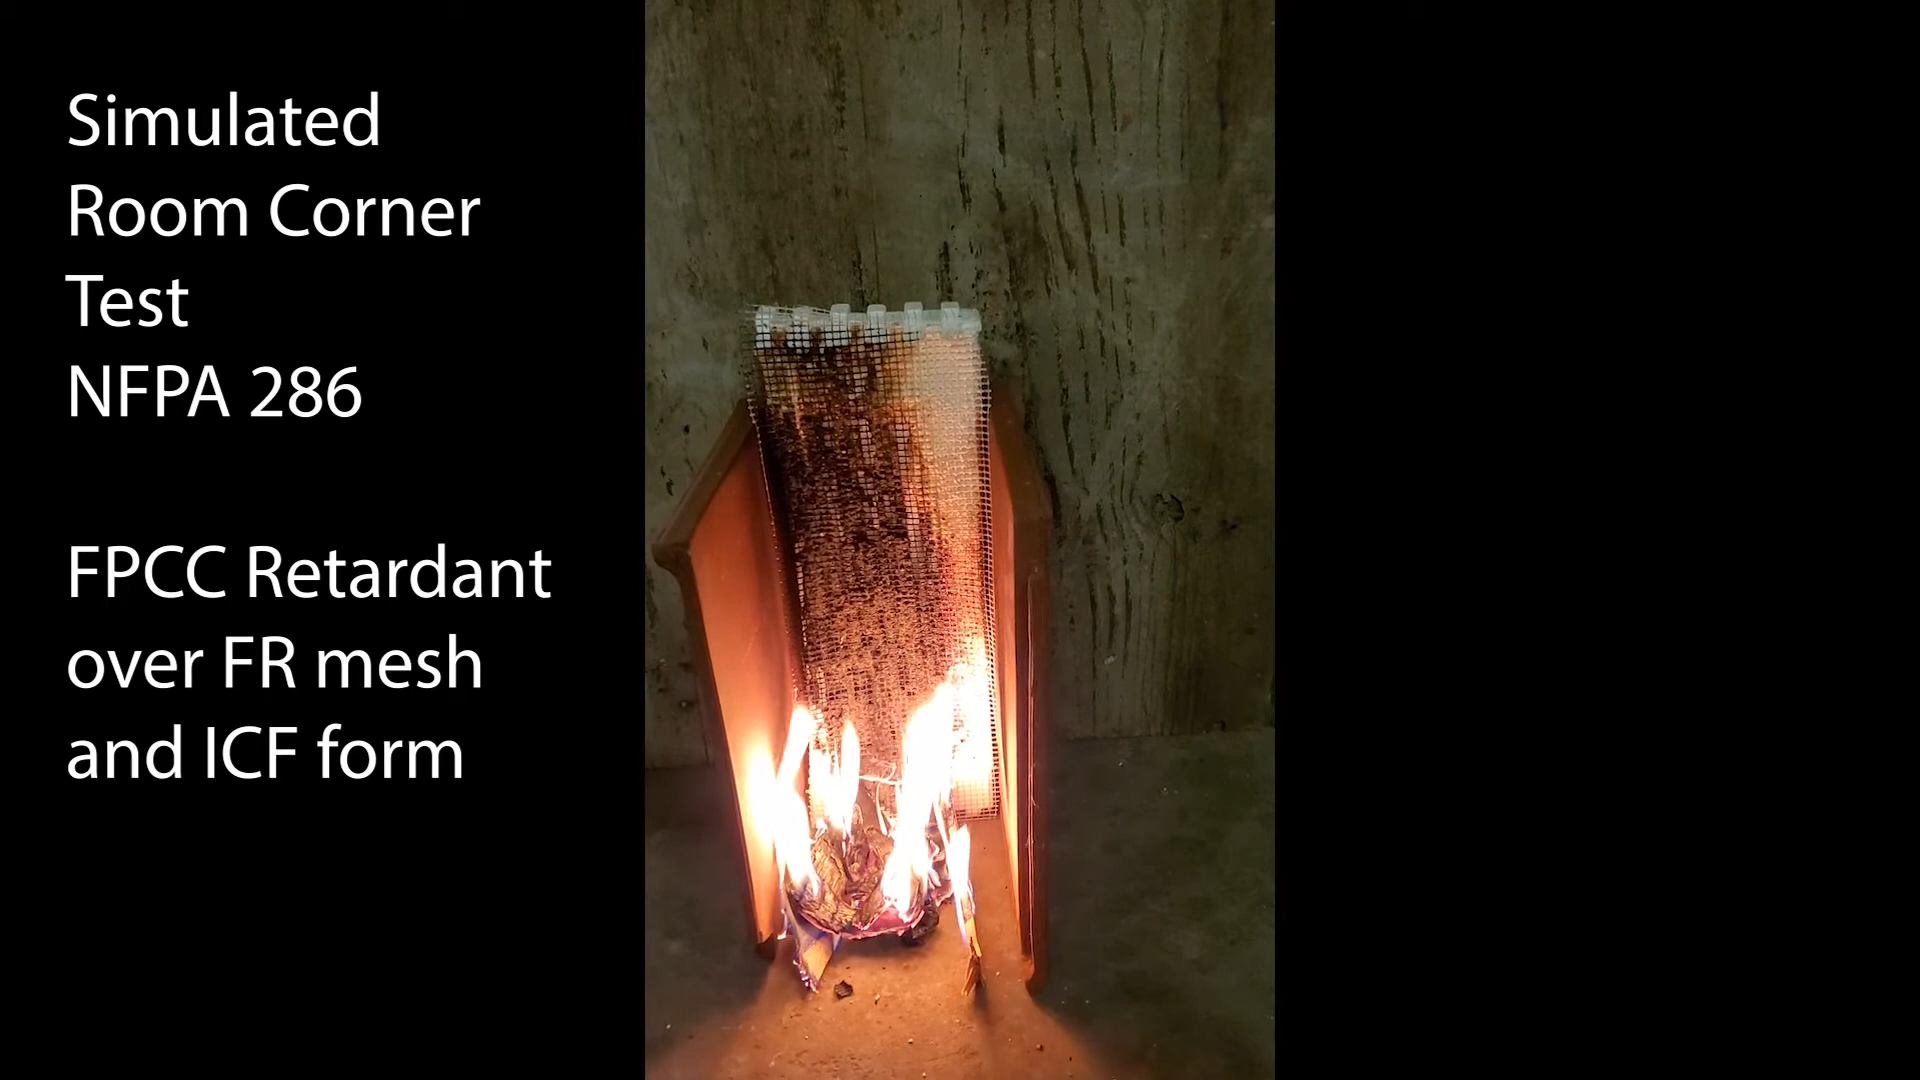 Simulated
Room Corner
Test
NFPA 286
FPCC Retardant
over FR mesh
and ICF form